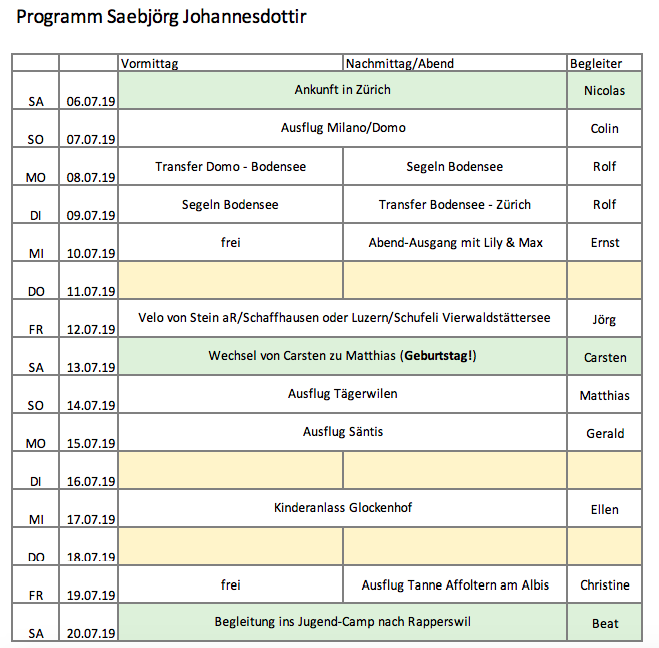 Programm Saebjörg Johannesdottir
Vormittag Nachmittag/Abend Begleiter
SA 06.07.19 Ankunft in Zürich Nicolas
SO 07.07.19 Ausflug Milano/Domo Colin
MO 08.07.19 Transfer Domo - Bodensee Segeln Bodensee Rolf
DI 09.07.19 Segeln Bodensee Transfer Bodensee - Zürich Rolf
MI 10.07.19 frei Abend-Ausgang mit Lily & Max Ernst
DO 11.07.19
FR 12.07.19 Velo von Stein aR/Schaffhausen oder Luzern/Schufeli Vierwaldstättersee Jörg
SA 13.07.19 Wechsel von Carsten zu Matthias (Geburtstag!) Carsten
SO 14.07.19 Ausflug Tägerwilen Matthias
MO 15.07.19 Ausflug Säntis Gerald
DI 16.07.19
MI 17.07.19 Kinderanlass Glockenhof Ellen
DO 18.07.19
FR 19.07.19 frei Ausflug Tanne Affoltern am Albis Christine
SA 20.07.19 Begleitung ins Jugend-Camp nach Rapperswil Beat